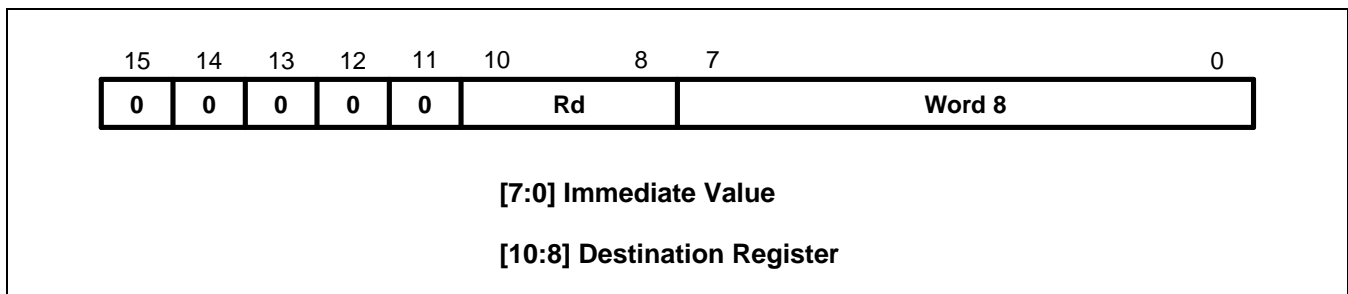 15 14 13 12 11 10 8 7 0
0 0 0 0 0 Rd Word 8
[7:0] Immediate Value
[10:8] Destination Register